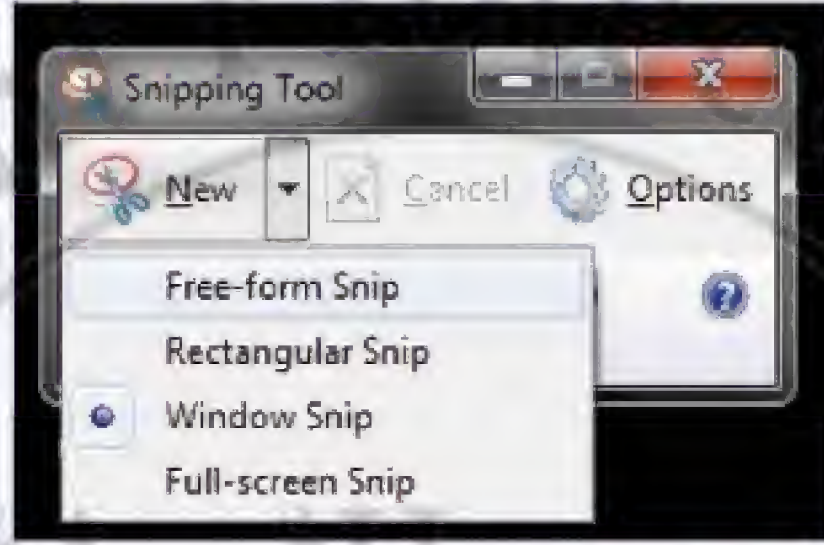 Snipping Tool
New Cancel Options
Free-form Snip
Rectangular Snip
Window Snip
Full-screen Snip